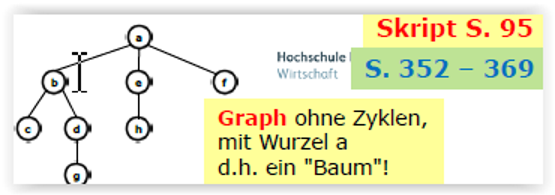 a
b
e
f
c
d
h
g
Hochschule
Wirtschaft
Skript S. 95
S. 352 – 369
Graph ohne Zyklen,
mit Wurzel a
d.h. ein "Baum"!